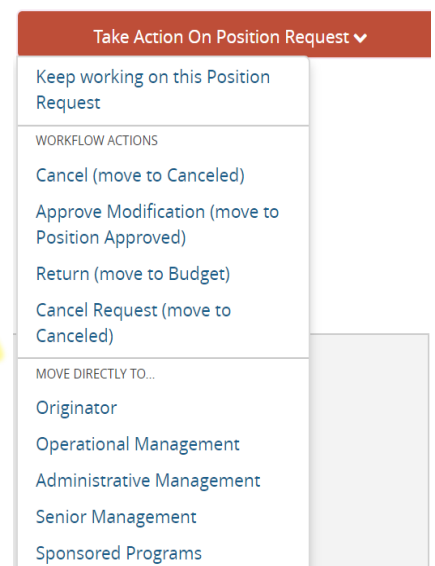 Take Action On Position Request
Keep working on this Position
Request
WORKFLOW ACTIONS
Cancel (move to Canceled)
Approve Modification (move to
Position Approved)
Return (move to Budget)
Cancel Request (move to
Canceled)
MOVE DIRECTLY TO...
Originator
Operational Management
Administrative Management
Senior Management
Sponsored Programs